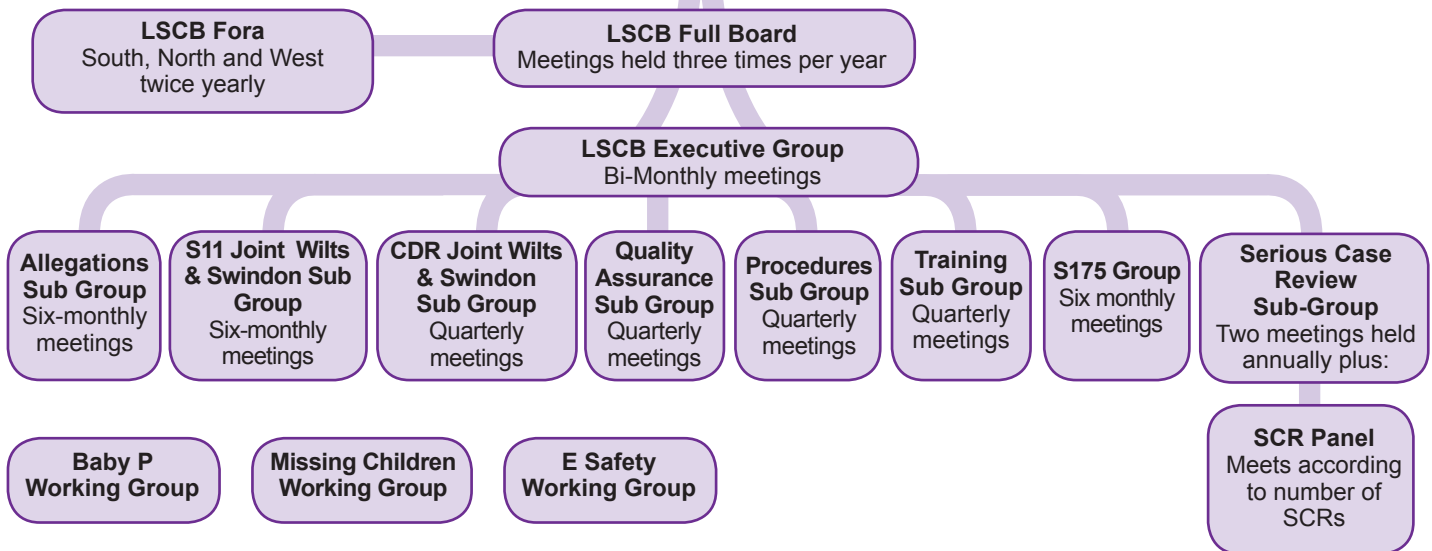 LSCB Fora
South, North and West
twice yearly
LSCB Full Board
Meetings held three times per year
LSCB Executive Group
Bi-Monthly meetings
Allegations
Sub Group
Six-monthly
meetings
S11 Joint Wilts
& Swindon Sub
Group
Six-monthly
meetings
CDR Joint Wilts
& Swindon
Sub Group
Quarterly
meetings
Quality
Assurance
Sub Group
Quarterly
meetings
Procedures
Sub Group
Quarterly
meetings
Training
Sub Group
Quarterly
meetings
S175 Group
Six monthly
meetings
Serious Case
Review
Sub-Group
Two meetings held
annually plus:
SCR Panel
Meets according
to number of
SCRs
Baby P
Working Group
Missing Children
Working Group
E Safety
Working Group